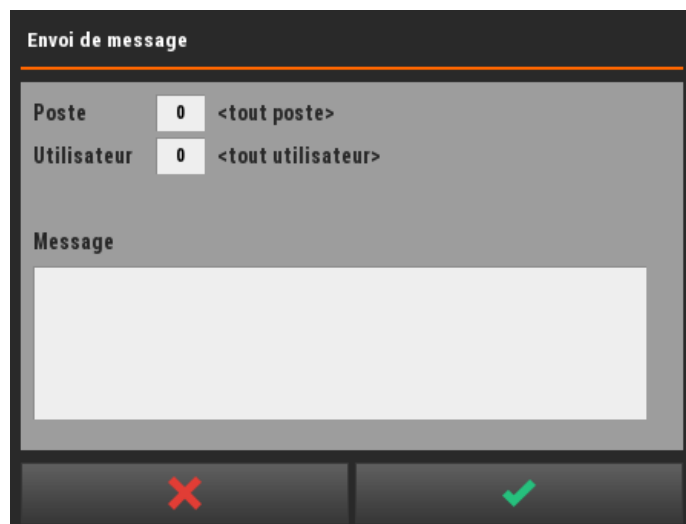 Envoi de message
Poste 0 <tout poste>
Utilisateur 0 <tout utilisateur>
Message